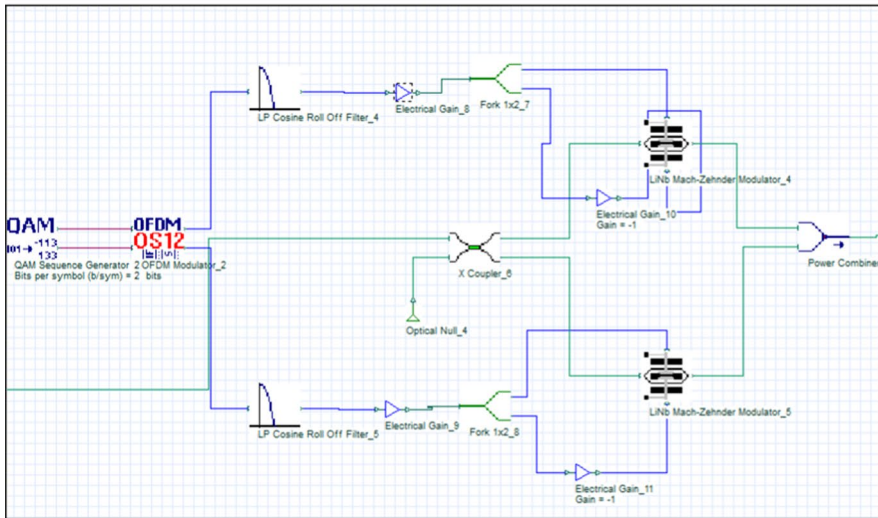 LP Cosine Roll Off Filter_4
Electrical Gain_8
Fork 1x2_7
LiNb Mach-Zehnder Modulator_4
Electrical Gain_10
Gain = -1
QAM
OFDM
101
-113
133
OS12
QAM Sequence Generator_2
OFDM Modulator_2
Bits per symbol (b/sym) = 2 bits
X Coupler_6
Power Combiner
Optical Null_4
LP Cosine Roll Off Filter_5
Electrical Gain_9
Fork 1x2_8
LiNb Mach-Zehnder Modulator_5
Electrical Gain_11
Gain = -1